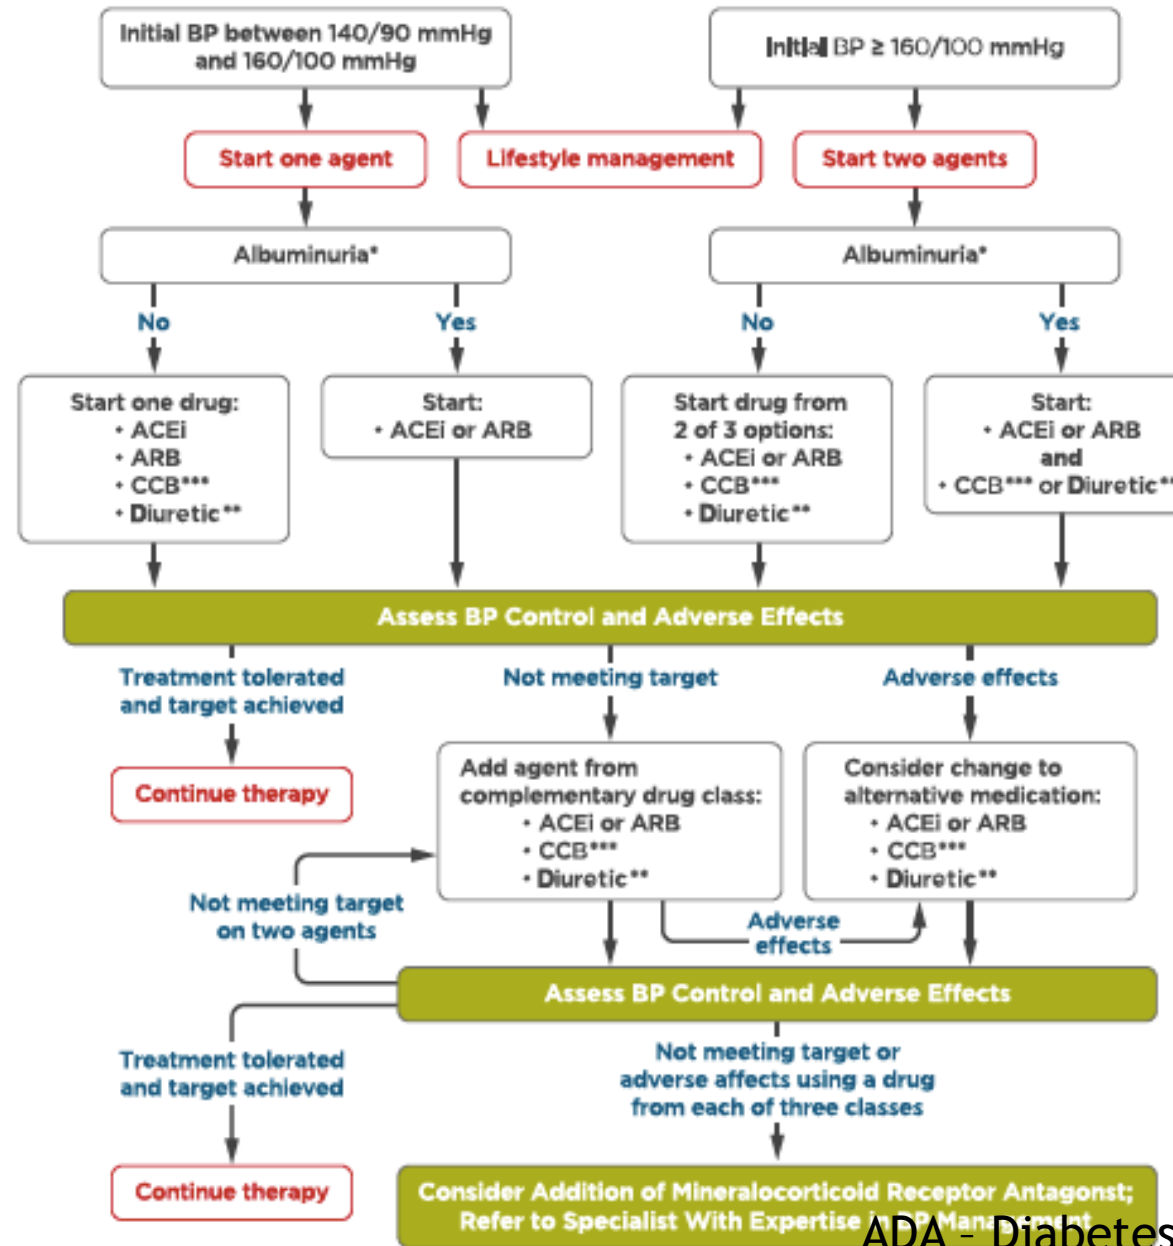 Initial BP between 140/90 mmHg
and 160/100 mmHg
Initial BP ≥ 160/100 mmHg
Start one agent
Lifestyle management
Start two agents
Albuminuria*
Albuminuria*
No
Yes
No
Yes
Start one drug:
• ACEi
• ARB
• CCB***
• Diuretic**
Start:
• ACEi or ARB
Start drug from
2 of 3 options:
• ACEi or ARB
• CCB***
• Diuretic**
Start:
• ACEi or ARB
and
• CCB*** or Diuretic**
Assess BP Control and Adverse Effects
Treatment tolerated
and target achieved
Not meeting target
Adverse effects
Continue therapy
Add agent from
complementary drug class:
• ACEi or ARB
• CCB***
• Diuretic**
Consider change to
alternative medication:
• ACEi or ARB
• CCB***
• Diuretic**
Not meeting target
on two agents
Adverse
effects
Assess BP Control and Adverse Effects
Treatment tolerated
and target achieved
Not meeting target or
adverse affects using a drug
from each of three classes
Continue therapy
Consider Addition of Mineralocorticoid Receptor Antagonst;
Refer to Specialist With Expertise in BP Management
ADA - Diabetes